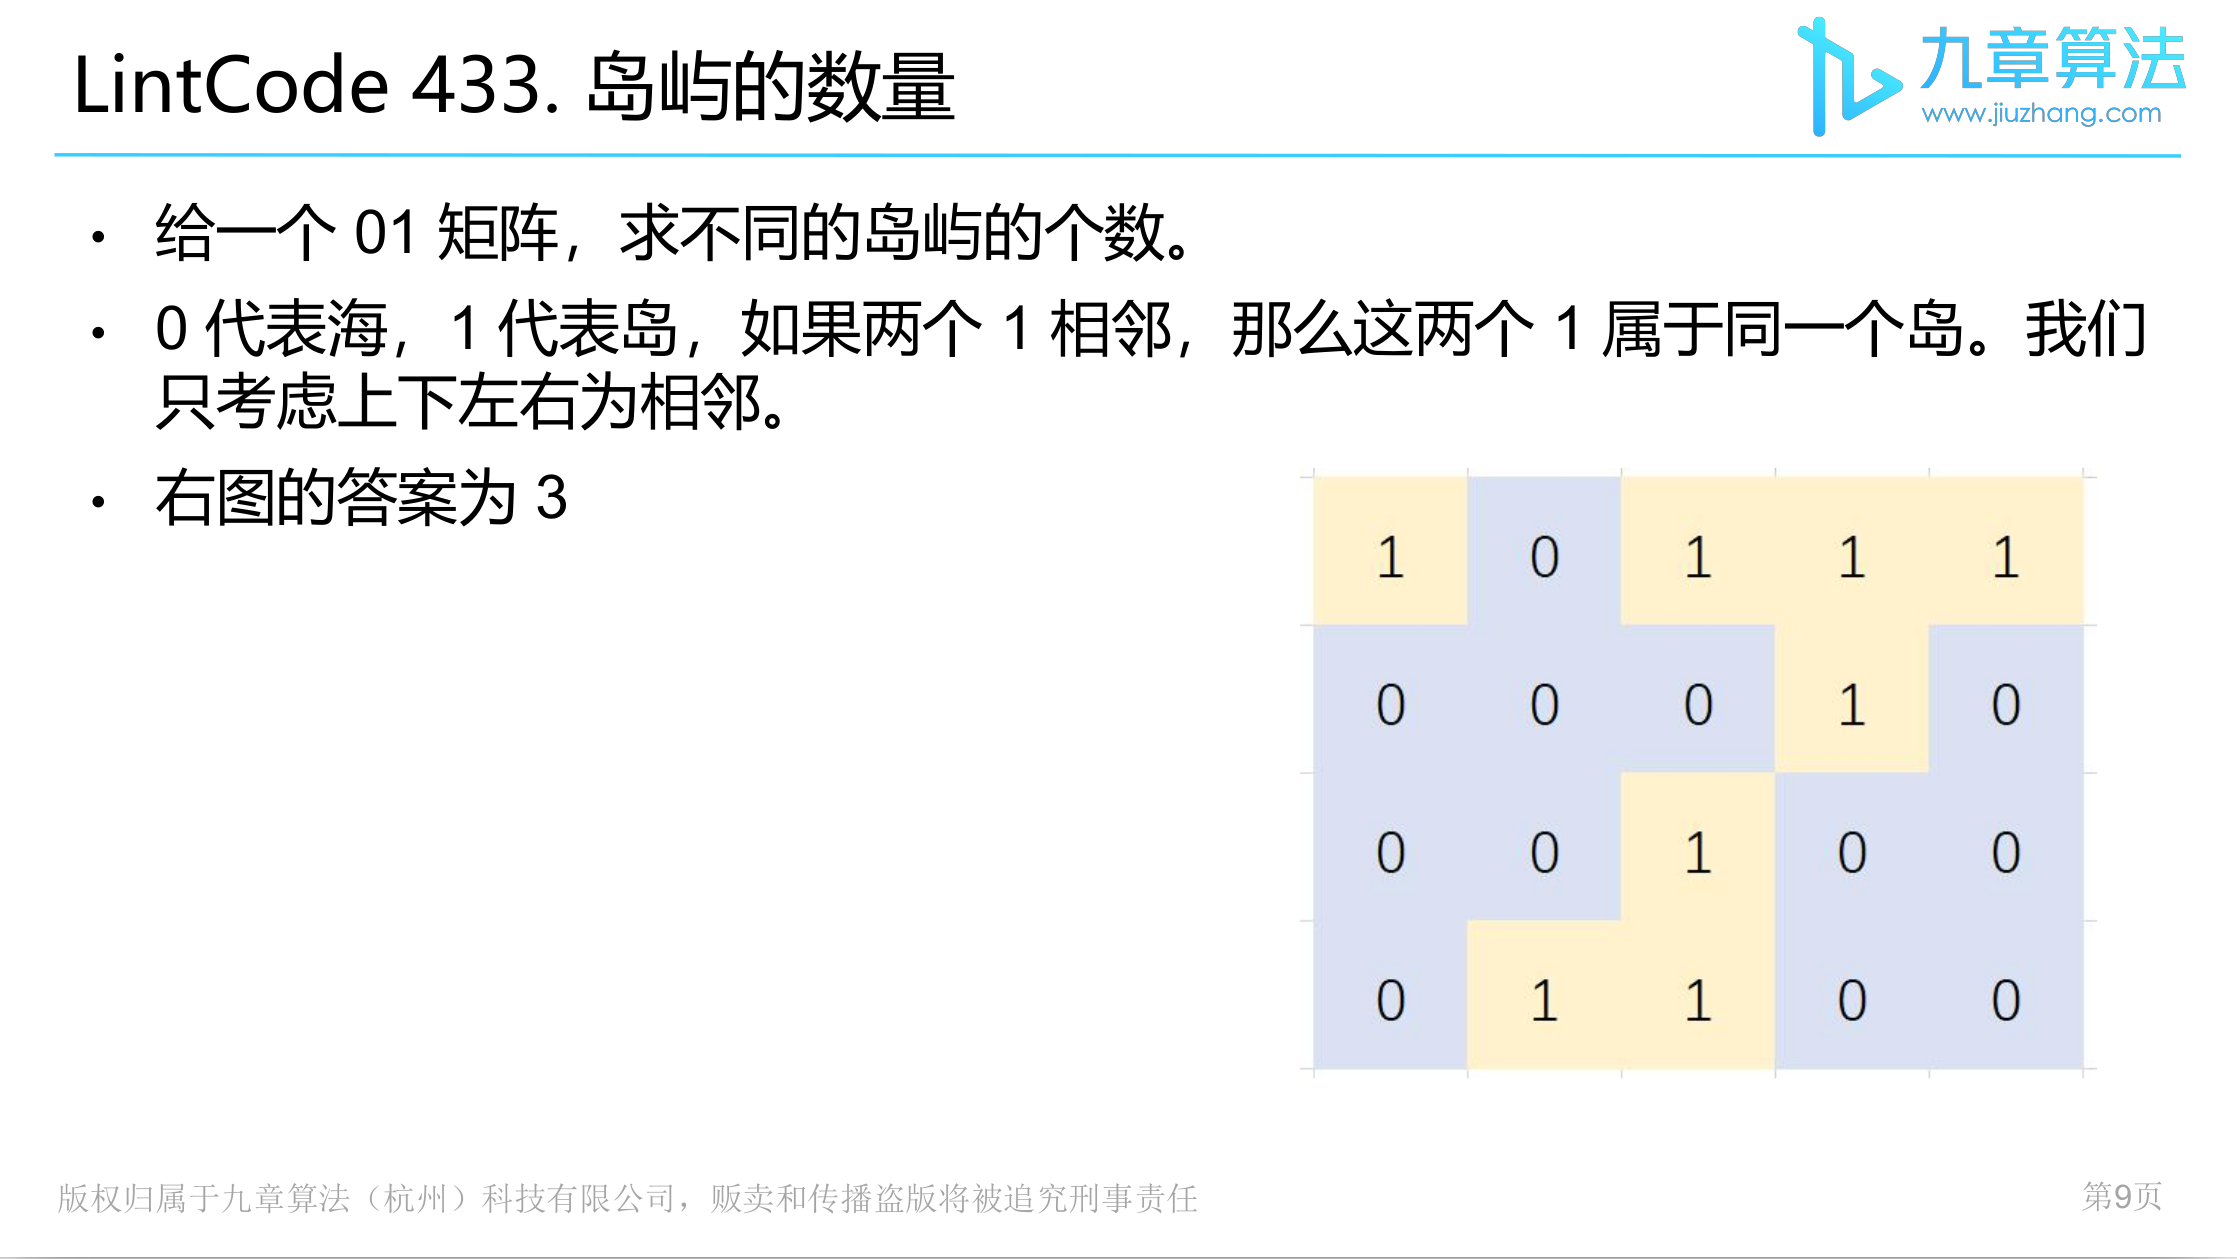 LintCode 433. 岛屿的数量
九章算法
www.jiuzhang.com
• 给一个 01 矩阵，求不同的岛屿的个数。
• 0 代表海，1 代表岛，如果两个 1 相邻，那么这两个 1 属于同一个岛。我们
只考虑上下左右为相邻。
• 右图的答案为 3
1 0 1 1 1
0 0 0 1 0
0 0 1 0 0
0 1 1 0 0
版权归属于九章算法（杭州）科技有限公司，贩卖和传播盗版将被追究刑事责任
第9页